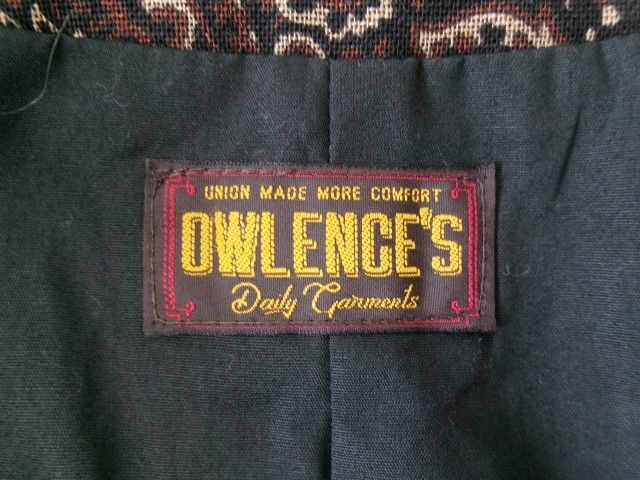 UNION MADE MORE COMFORT
OWLENCE'S
Daily Garments